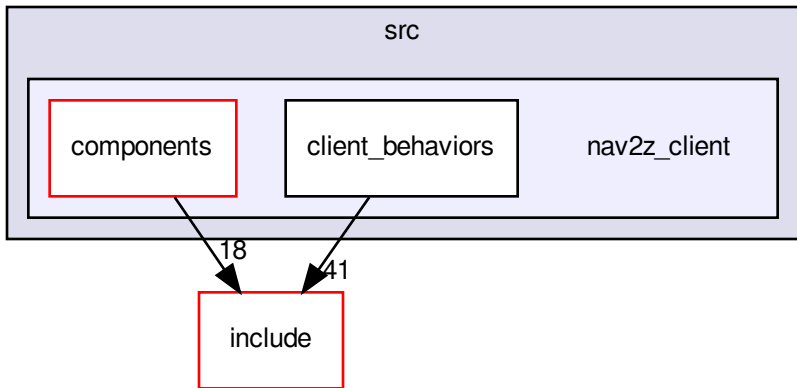 src
components
client_behaviors
nav2z_client
18
41
include